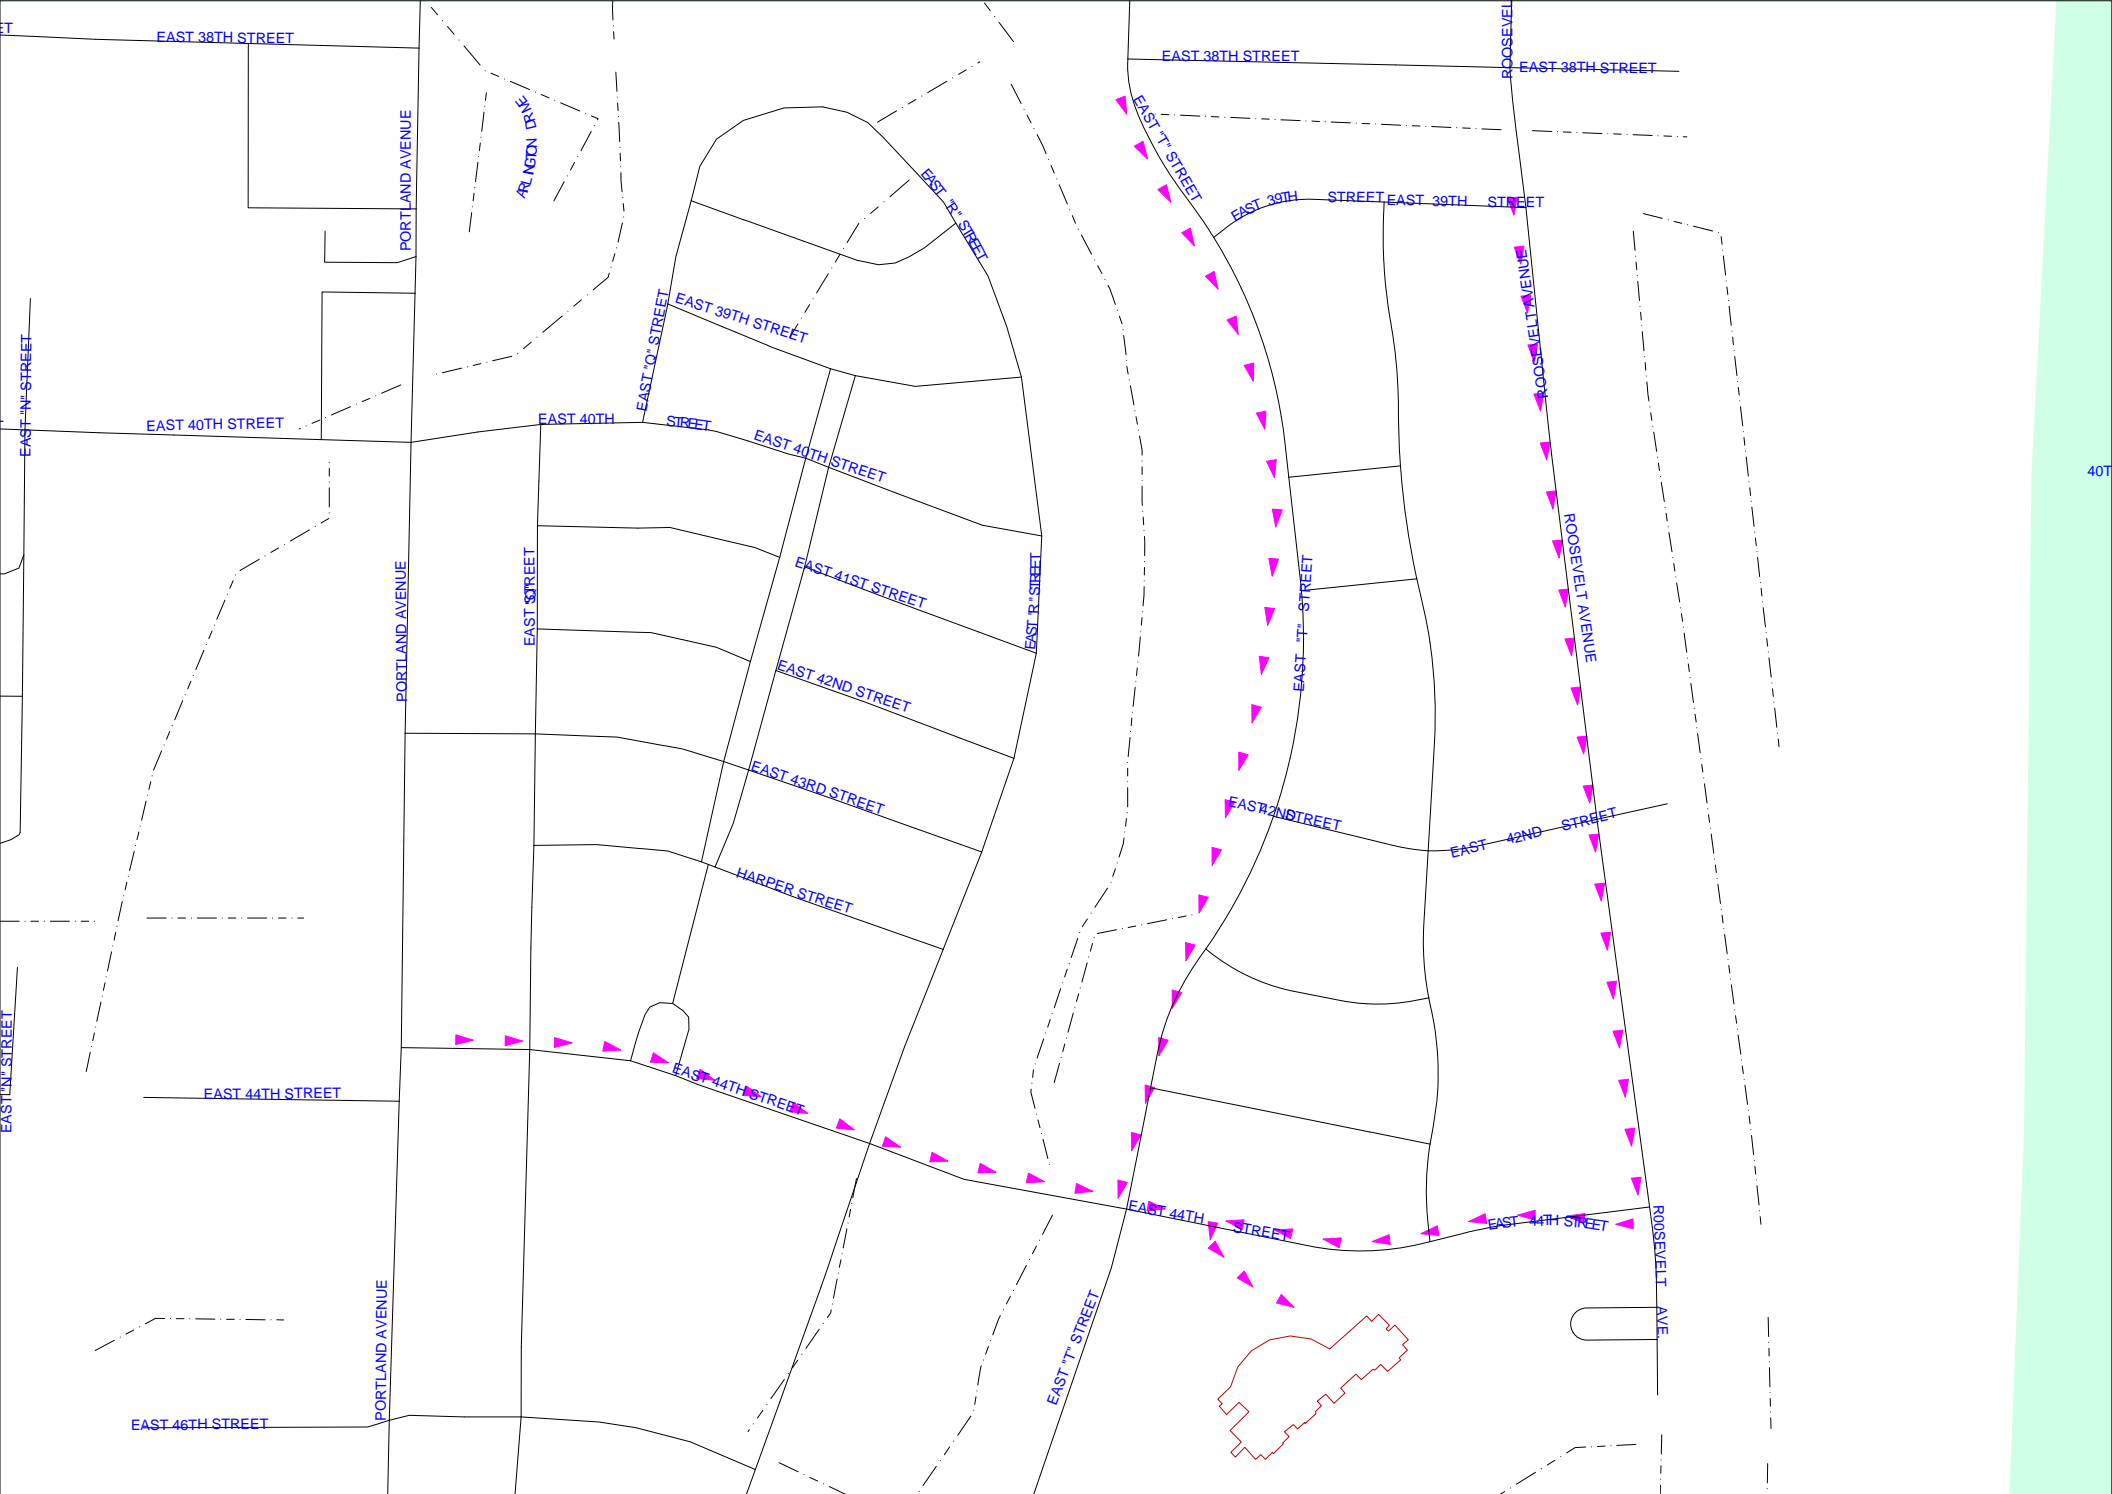 ET
EAST 38TH STREET
EAST 38TH STREET
ROOSEVEL
EAST 38TH STREET
PORTLAND AVENUE
ARLINGTON DRIVE
EAST "T" STREET
EAST "R" STREET
EAST 39TH STREET
EAST 39TH STREET
ROOSEVELT AVENUE
EAST "Q" STREET
EAST 39TH STREET
EAST "N" STREET
EAST 40TH STREET
EAST 40TH STREET
EAST 40TH STREET
40T
PORTLAND AVENUE
EAST "R" STREET
EAST 41ST STREET
EAST "T" STREET
ROOSEVELT AVENUE
EAST 42ND STREET
EAST 43RD STREET
EAST 42ND STREET
EAST 42ND STREET
HARPER STREET
EAST "N" STREET
EAST 44TH STREET
EAST 44TH STREET
EAST 44TH STREET
EAST 44TH STREET
ROOSEVELT AVE.
PORTLAND AVENUE
EAST "T" STREET
EAST 46TH STREET